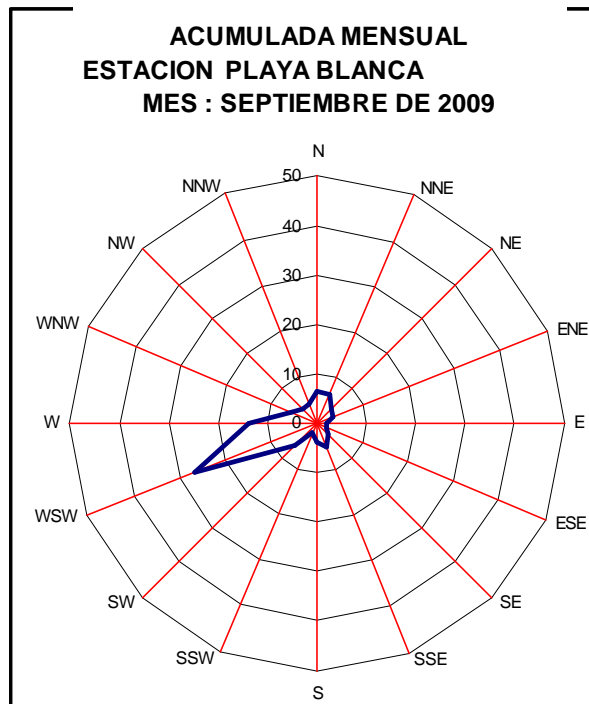 ACUMULADA MENSUAL
ESTACION PLAYA BLANCA
MES : SEPTIEMBRE DE 2009
N
NNE
NE
ENE
E
ESE
SE
SSE
S
SSW
SW
WSW
W
WNW
NW
NNW
50
40
30
20
10
0